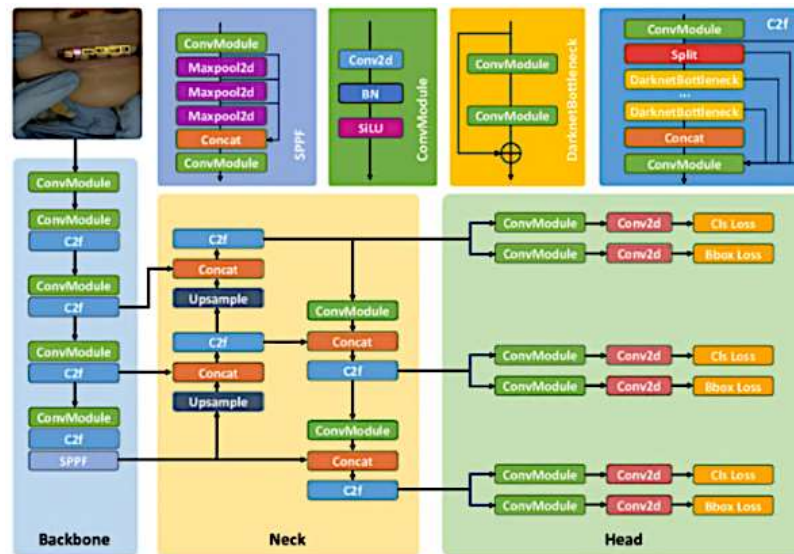 ConvModule
Maxpool2d
Maxpool2d
Maxpool2d
Concat
ConvModule
SPPF
Conv2d
BN
SiLU
ConvModule
ConvModule
ConvModule
DarknetBottleneck
C2f
ConvModule
Split
DarknetBottleneck
...
DarknetBottleneck
Concat
ConvModule
ConvModule
ConvModule
C2f
ConvModule
C2f
ConvModule
C2f
ConvModule
C2f
SPPF
Backbone
C2f
Concat
Upsample
C2f
Concat
Upsample
ConvModule
Concat
C2f
ConvModule
Concat
C2f
Neck
ConvModule Conv2d Cls Loss
ConvModule Conv2d Bbox Loss
ConvModule Conv2d Cls Loss
ConvModule Conv2d Bbox Loss
ConvModule Conv2d Cls Loss
ConvModule Conv2d Bbox Loss
Head